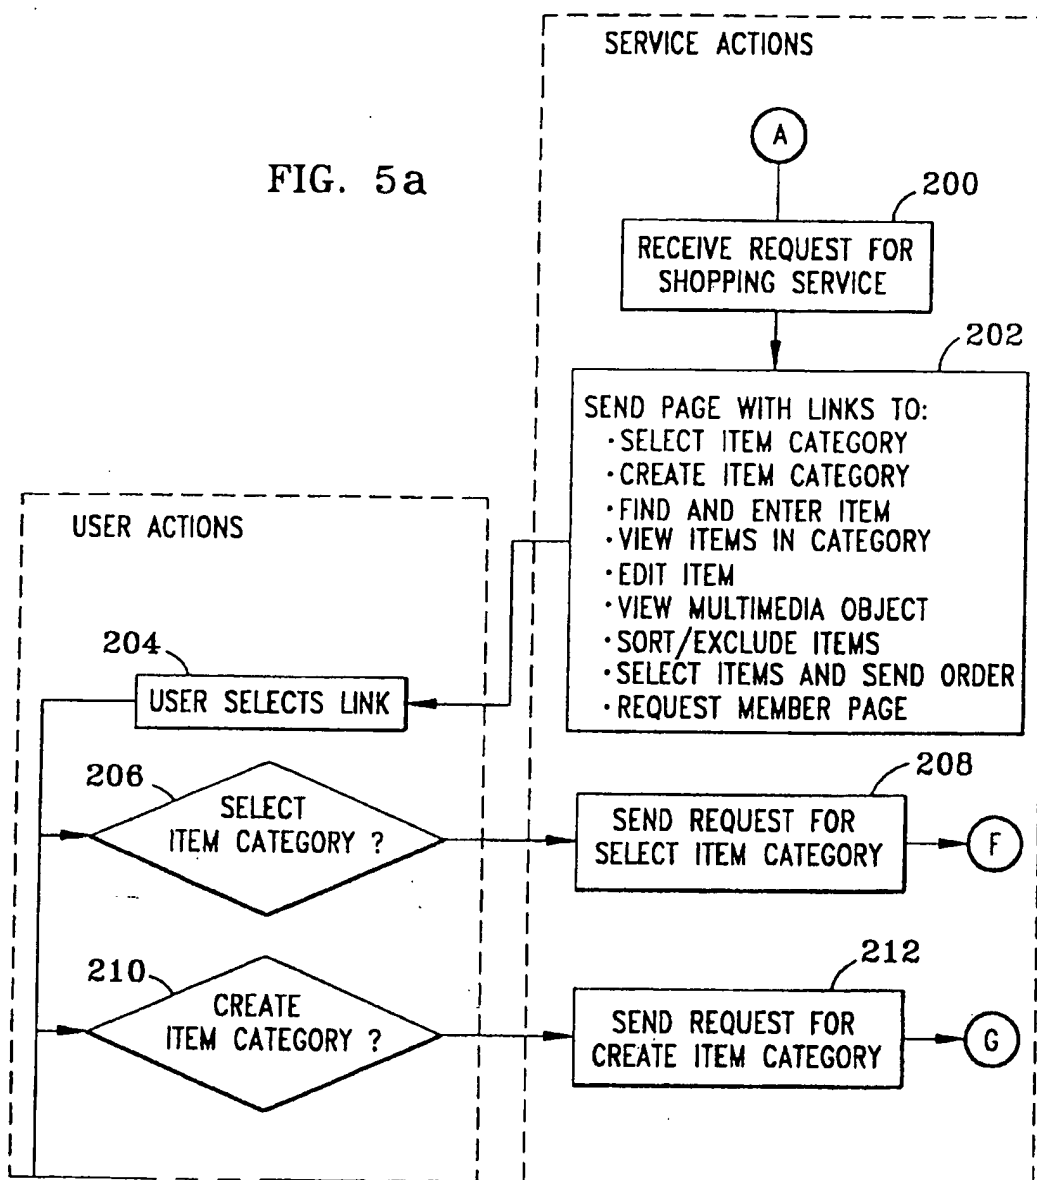 SERVICE ACTIONS
A
FIG. 5a
200
RECEIVE REQUEST FOR
SHOPPING SERVICE
202
SEND PAGE WITH LINKS TO:
·SELECT ITEM CATEGORY
·CREATE ITEM CATEGORY
·FIND AND ENTER ITEM
·VIEW ITEMS IN CATEGORY
·EDIT ITEM
·VIEW MULTIMEDIA OBJECT
·SORT/EXCLUDE ITEMS
·SELECT ITEMS AND SEND ORDER
·REQUEST MEMBER PAGE
USER ACTIONS
204
USER SELECTS LINK
206
SELECT
ITEM CATEGORY ?
208
SEND REQUEST FOR
SELECT ITEM CATEGORY
F
210
CREATE
ITEM CATEGORY ?
212
SEND REQUEST FOR
CREATE ITEM CATEGORY
G